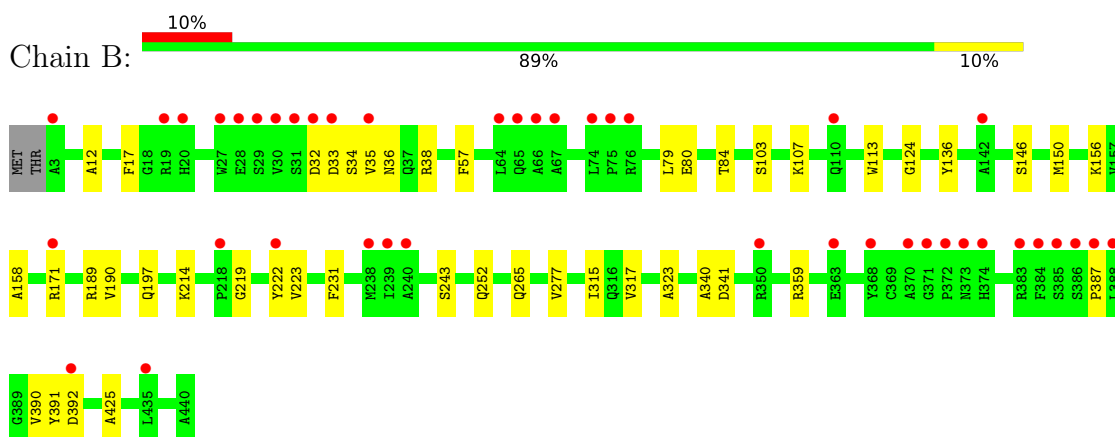 10%
Chain B:
89% 10%
MET THR A3 A12 F17 G18 R19 H20 W27 E28 S29 V30 S31 D32 D33 S34 V35 N36 Q37 R38 F57 L64 Q65 A66 A67 L74 P75 R76 L79 E80 T84 S103 K107 Q110 W113 G124 Y136 A142 S146 M150 K156 V157
A158 R171 R189 V190 Q197 K214 P218 G219 Y222 V223 F231 M238 I239 A240 S243 Q252 Q265 V277 I315 Q316 V317 A323 A340 D341 R350 R359 E363 Y368 C369 A370 G371 P372 N373 H374 R383 F384 S385 S386 P387 L388
G389 V390 Y391 D392 A425 L435 A440